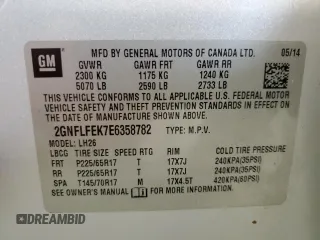 GM
MFD BY GENERAL MOTORS OF CANADA LTD.
05/14
GVWR GAWR FRT GAWR RR
2300 KG 1175 KG 1240 KG
5070 LB 2590 LB 2733 LB
THIS VEHICLE CONFORMS TO ALL APPLICABLE U.S. FEDERAL MOTOR
VEHICLE SAFETY AND THEFT PREVENTION STANDARDS
IN EFFECT ON THE DATE OF MANUFACTURE SHOWN ABOVE.
2GNFLFEK7E6358782 TYPE: M.P.V.
MODEL: LH26
LBCG TIRE SIZE SPEED RTG RIM COLD TIRE PRESSURE
FRT P225/65R17 T 17X7J 240KPA(35PSI)
RR P225/65R17 T 17X7J 240KPA(35PSI)
SPA T145/70R17 M 17X4.5T 420KPA(60PSI)
SEE OWNER'S MANUAL FOR MORE INFORMATION.
DREAMBID